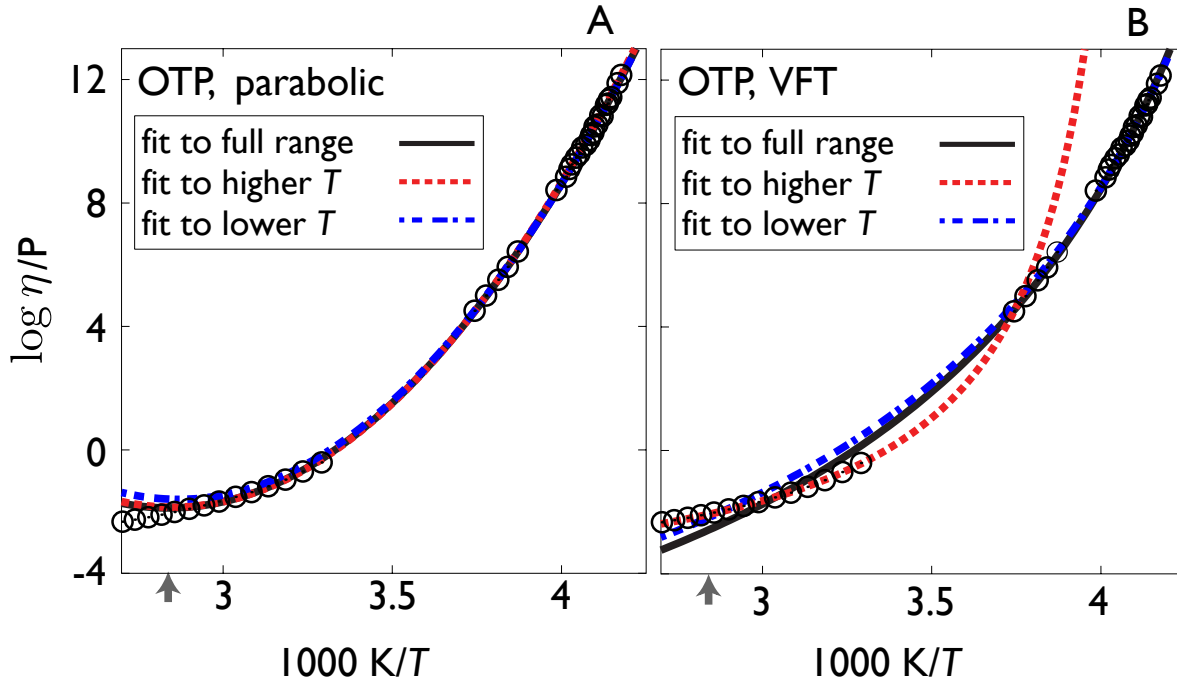 A
B
OTP, parabolic
fit to full range
fit to higher T
fit to lower T
OTP, VFT
fit to full range
fit to higher T
fit to lower T
12
8
4
0
-4
log η/P
3
3.5
4
3
3.5
4
1000 K/T
1000 K/T